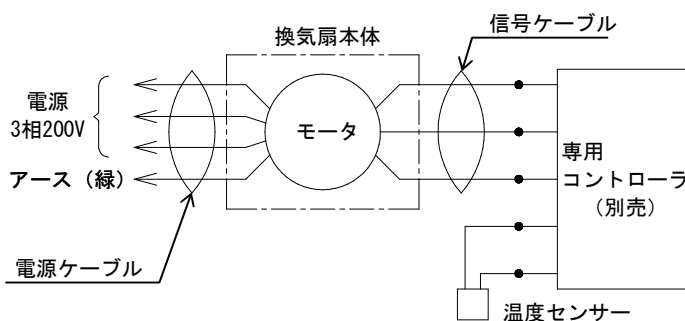 信号ケーブル
換気扇本体
電源
3相200V
モータ
専用
コントローラ
(別売)
アース(緑)
電源ケーブル
温度センサー